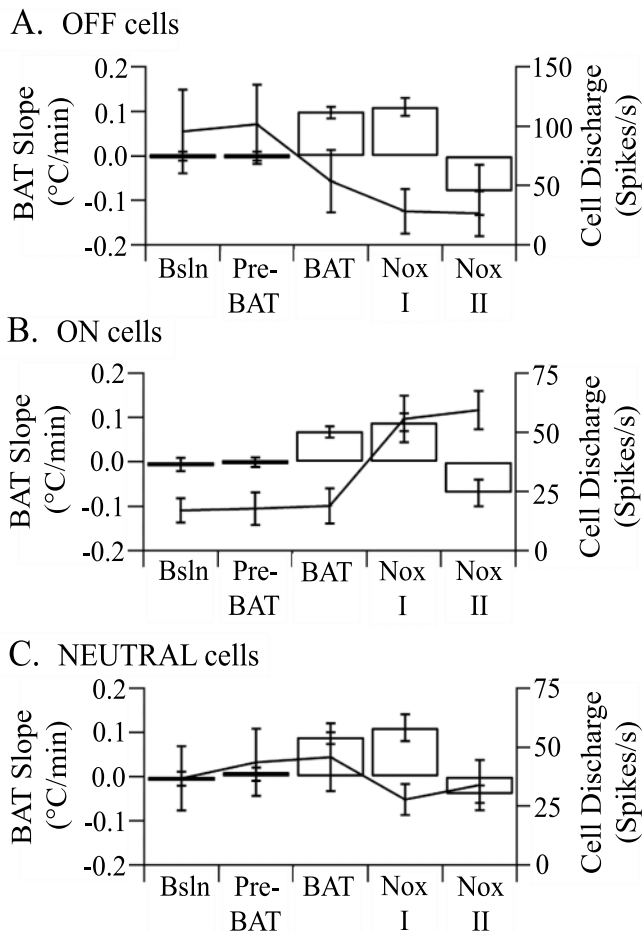 A. OFF cells
0.2
0.1
0.0
-0.1
-0.2
BAT Slope
(°C/min)
150
100
50
0
Cell Discharge
(Spikes/s)
Bsln Pre-BAT BAT Nox I Nox II
B. ON cells
0.2
0.1
0.0
-0.1
-0.2
BAT Slope
(°C/min)
75
50
25
0
Cell Discharge
(Spikes/s)
Bsln Pre-BAT BAT Nox I Nox II
C. NEUTRAL cells
0.2
0.1
0.0
-0.1
-0.2
BAT Slope
(°C/min)
75
50
25
0
Cell Discharge
(Spikes/s)
Bsln Pre-BAT BAT Nox I Nox II